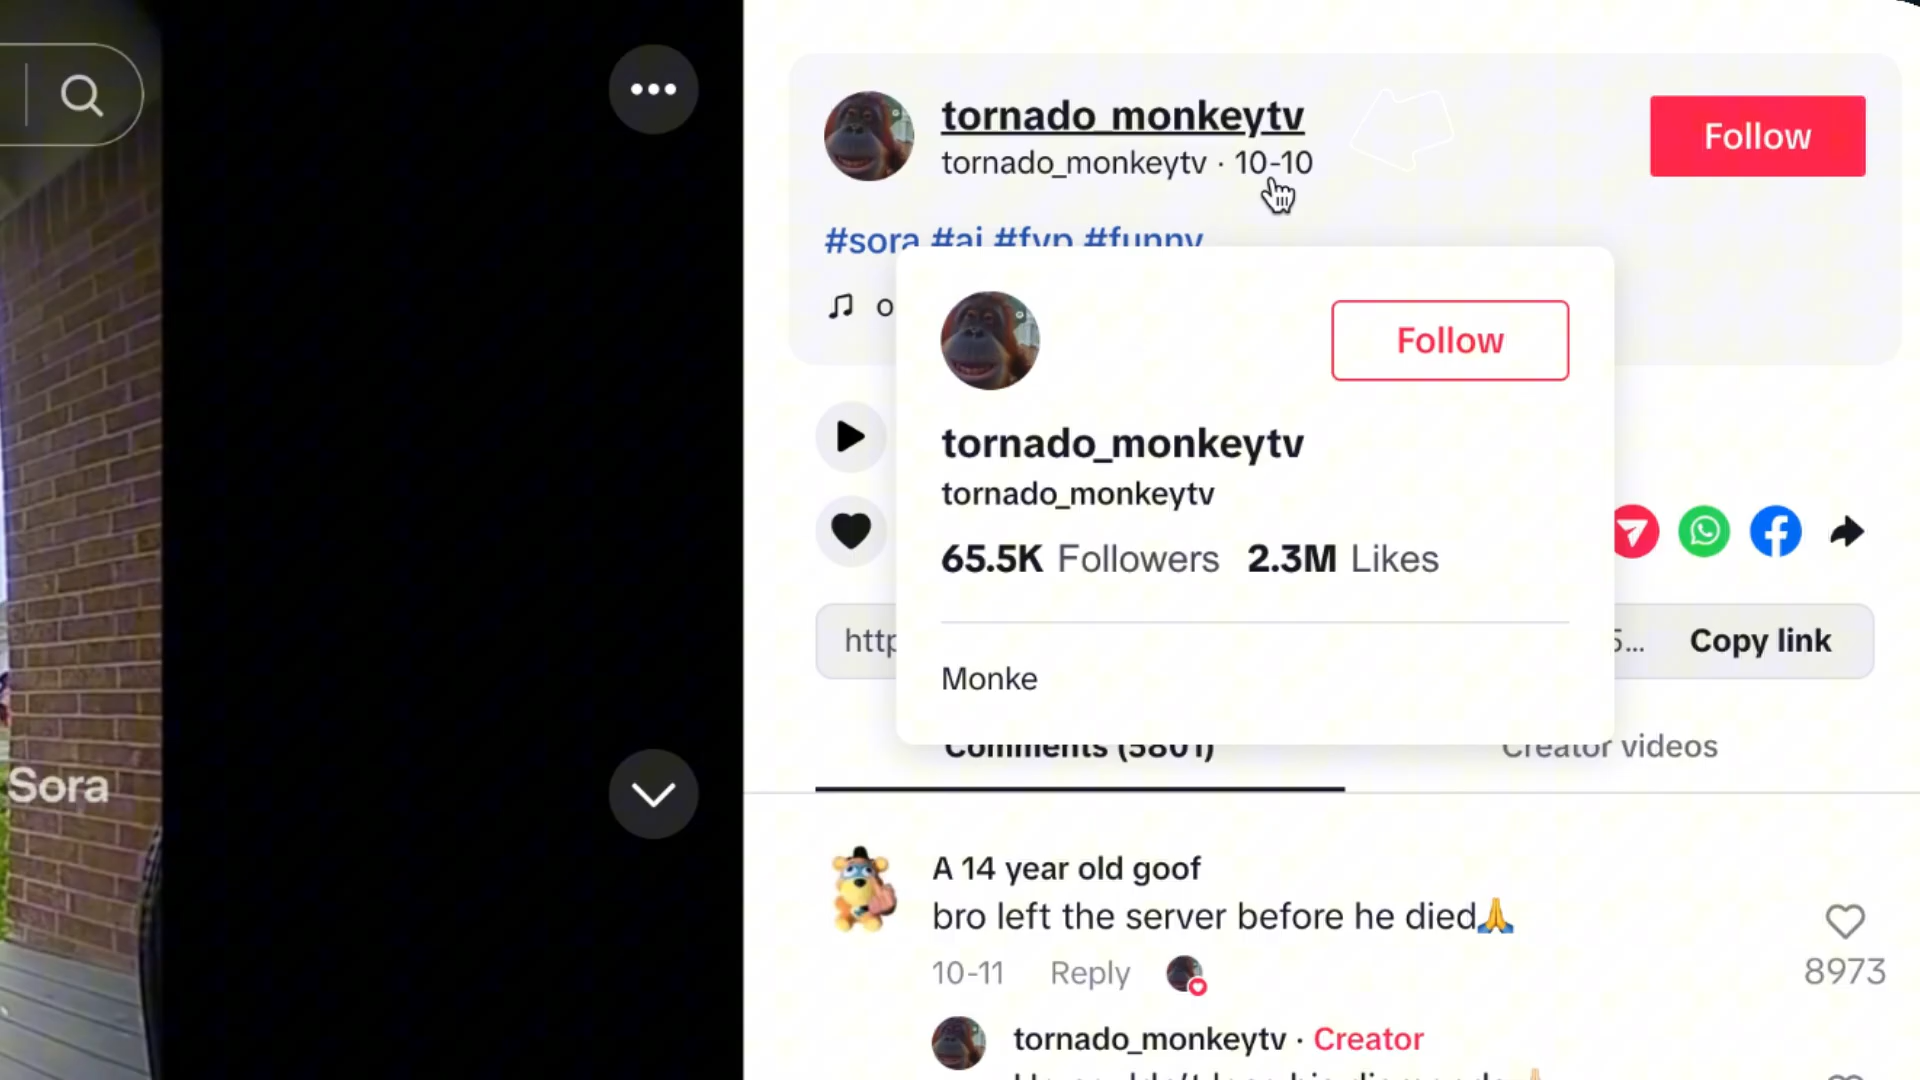 tornado_monkeytv
tornado_monkeytv · 10-10
Follow
#sora #ai #fyp #funny
Follow
tornado_monkeytv
tornado_monkeytv
65.5K Followers 2.3M Likes
Monke
Copy link
Comments (5801)
Creator videos
Sora
A 14 year old goof
bro left the server before he died🙏
10-11 Reply
8973
tornado_monkeytv · Creator